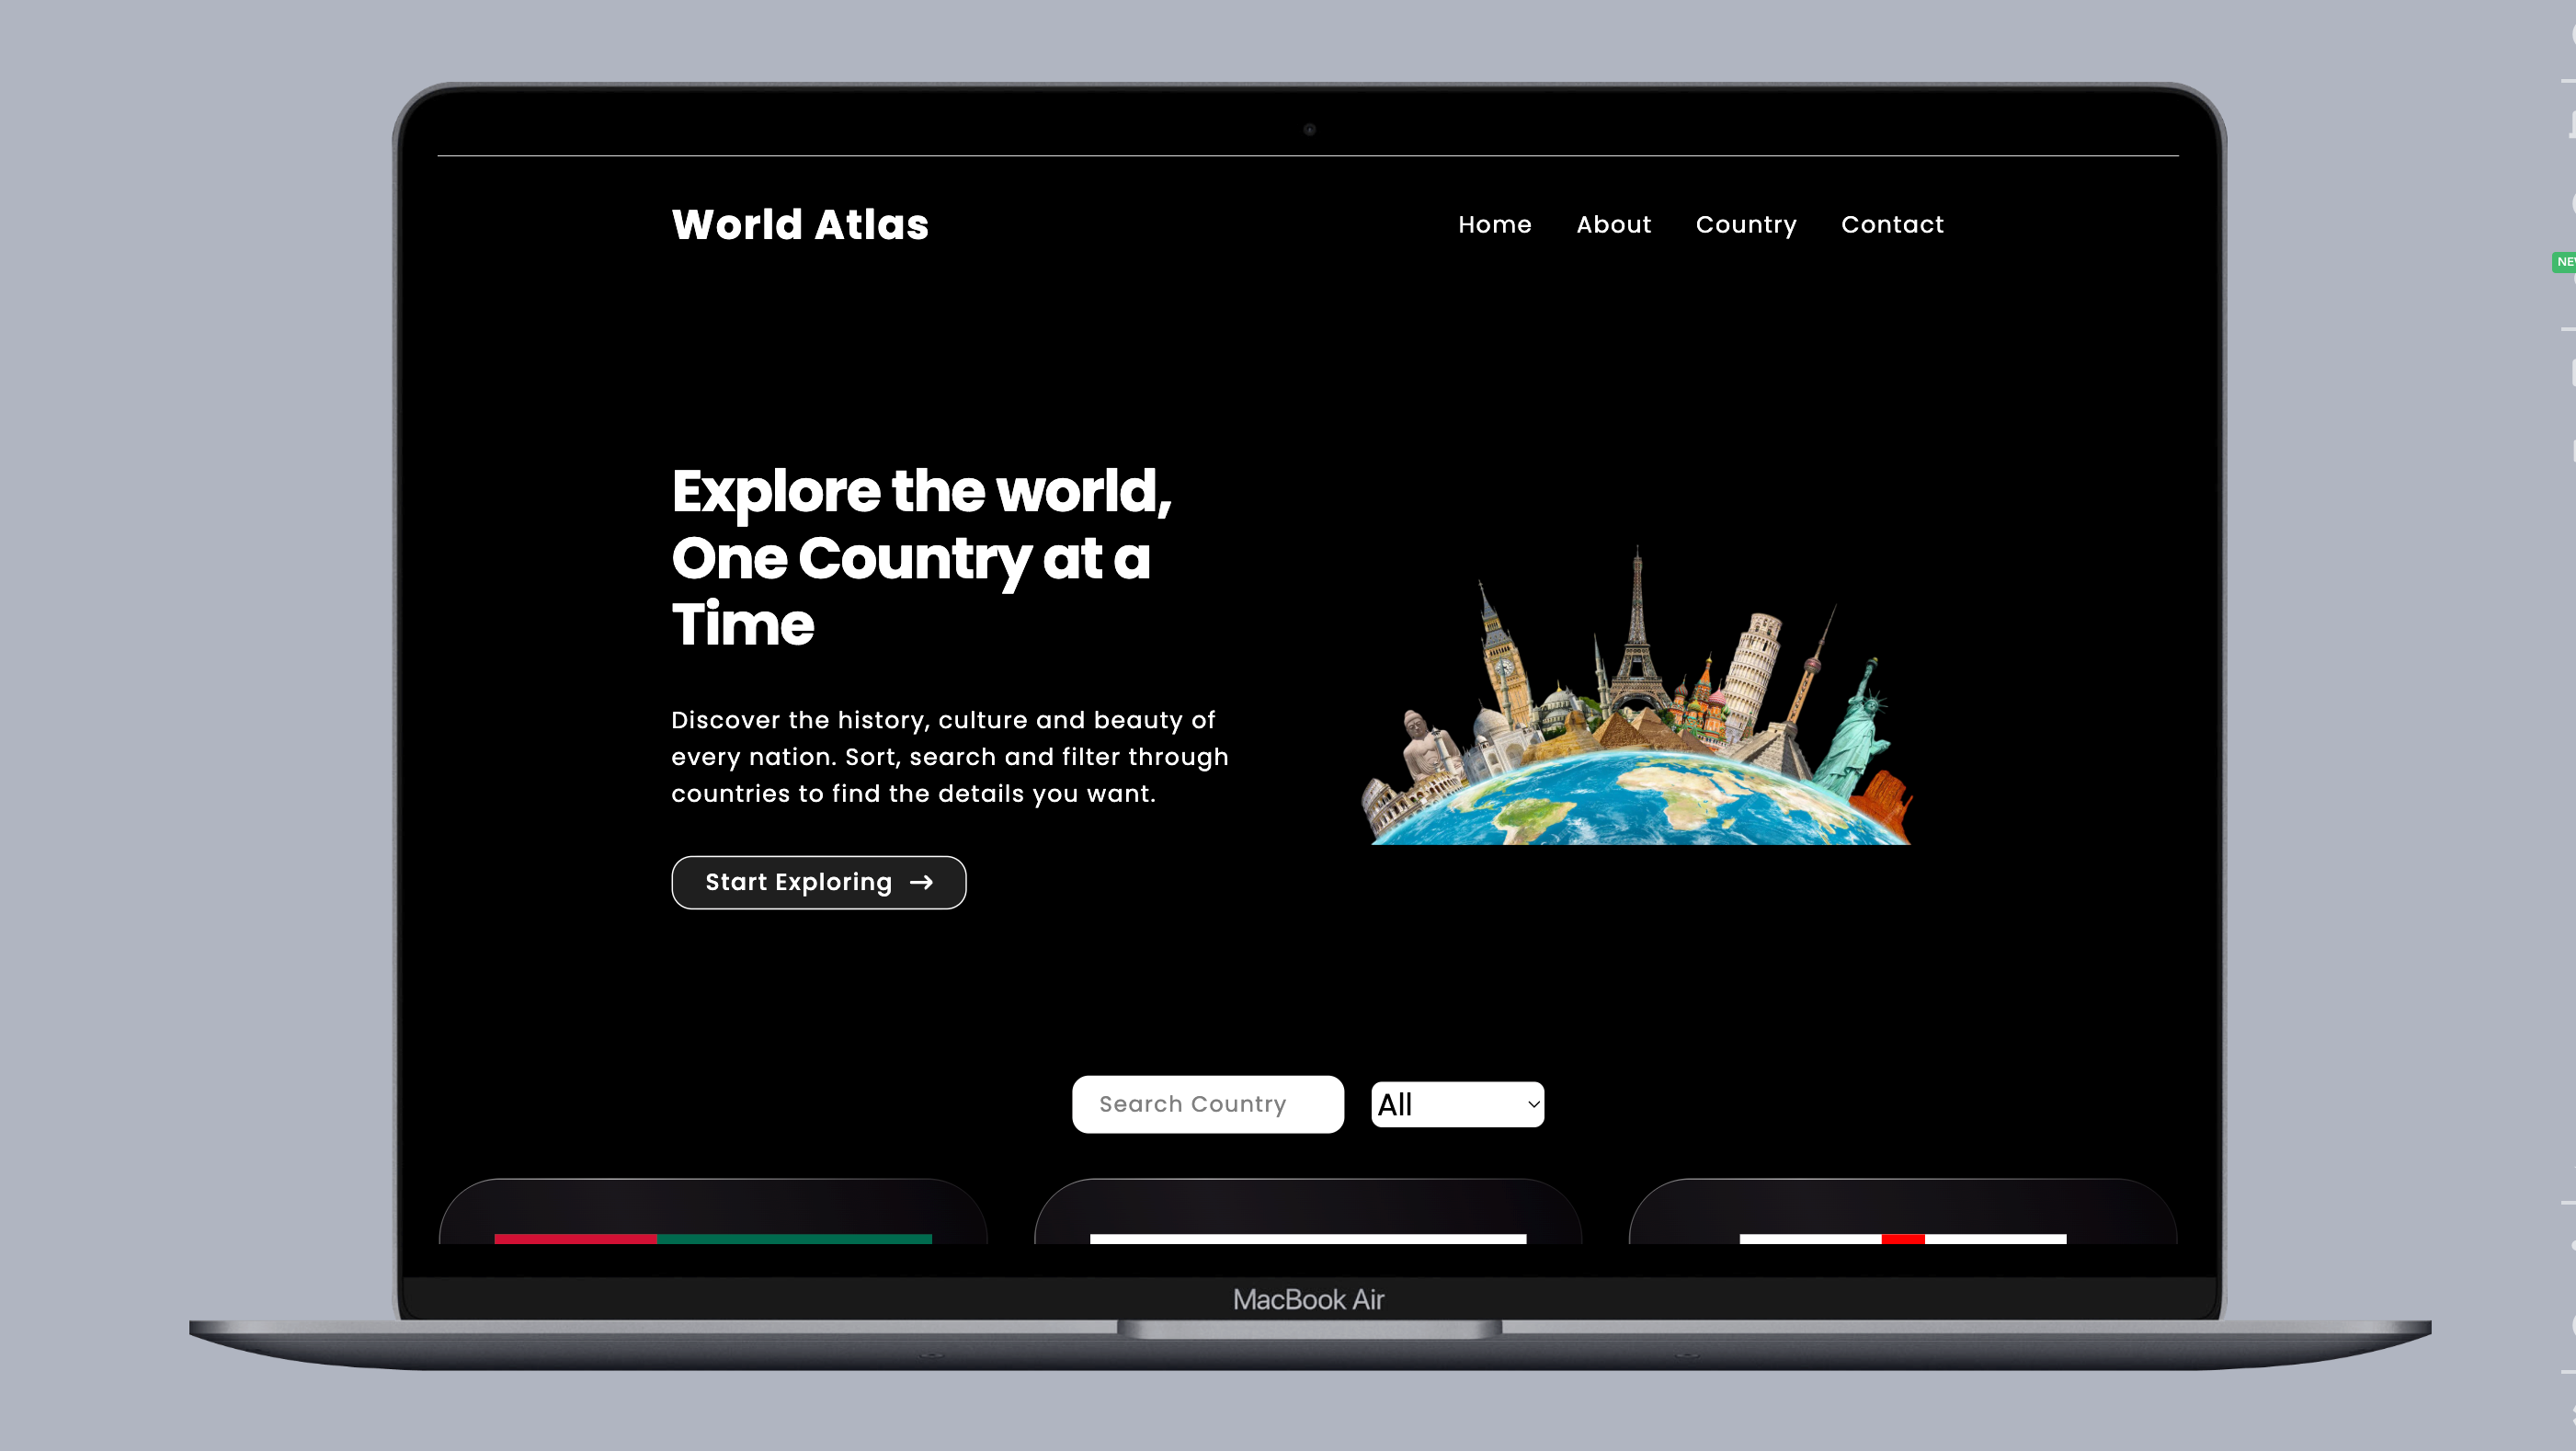 World Atlas
Home About Country Contact
Explore the world,
One Country at a
Time
Discover the history, culture and beauty of
every nation. Sort, search and filter through
countries to find the details you want.
Start Exploring →
Search Country
All
MacBook Air